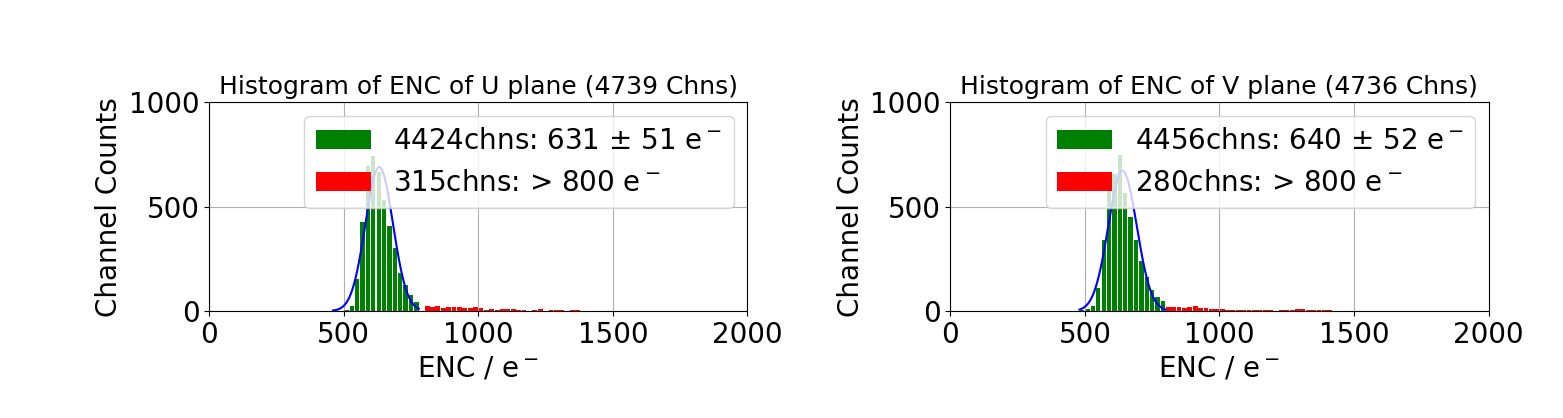 Histogram of ENC of U plane (4739 Chns)
Channel Counts
1000
500
0
4424chns: 631 ± 51 e⁻
315chns: > 800 e⁻
0 500 1000 1500 2000
ENC / e⁻
Histogram of ENC of V plane (4736 Chns)
Channel Counts
1000
500
0
4456chns: 640 ± 52 e⁻
280chns: > 800 e⁻
0 500 1000 1500 2000
ENC / e⁻